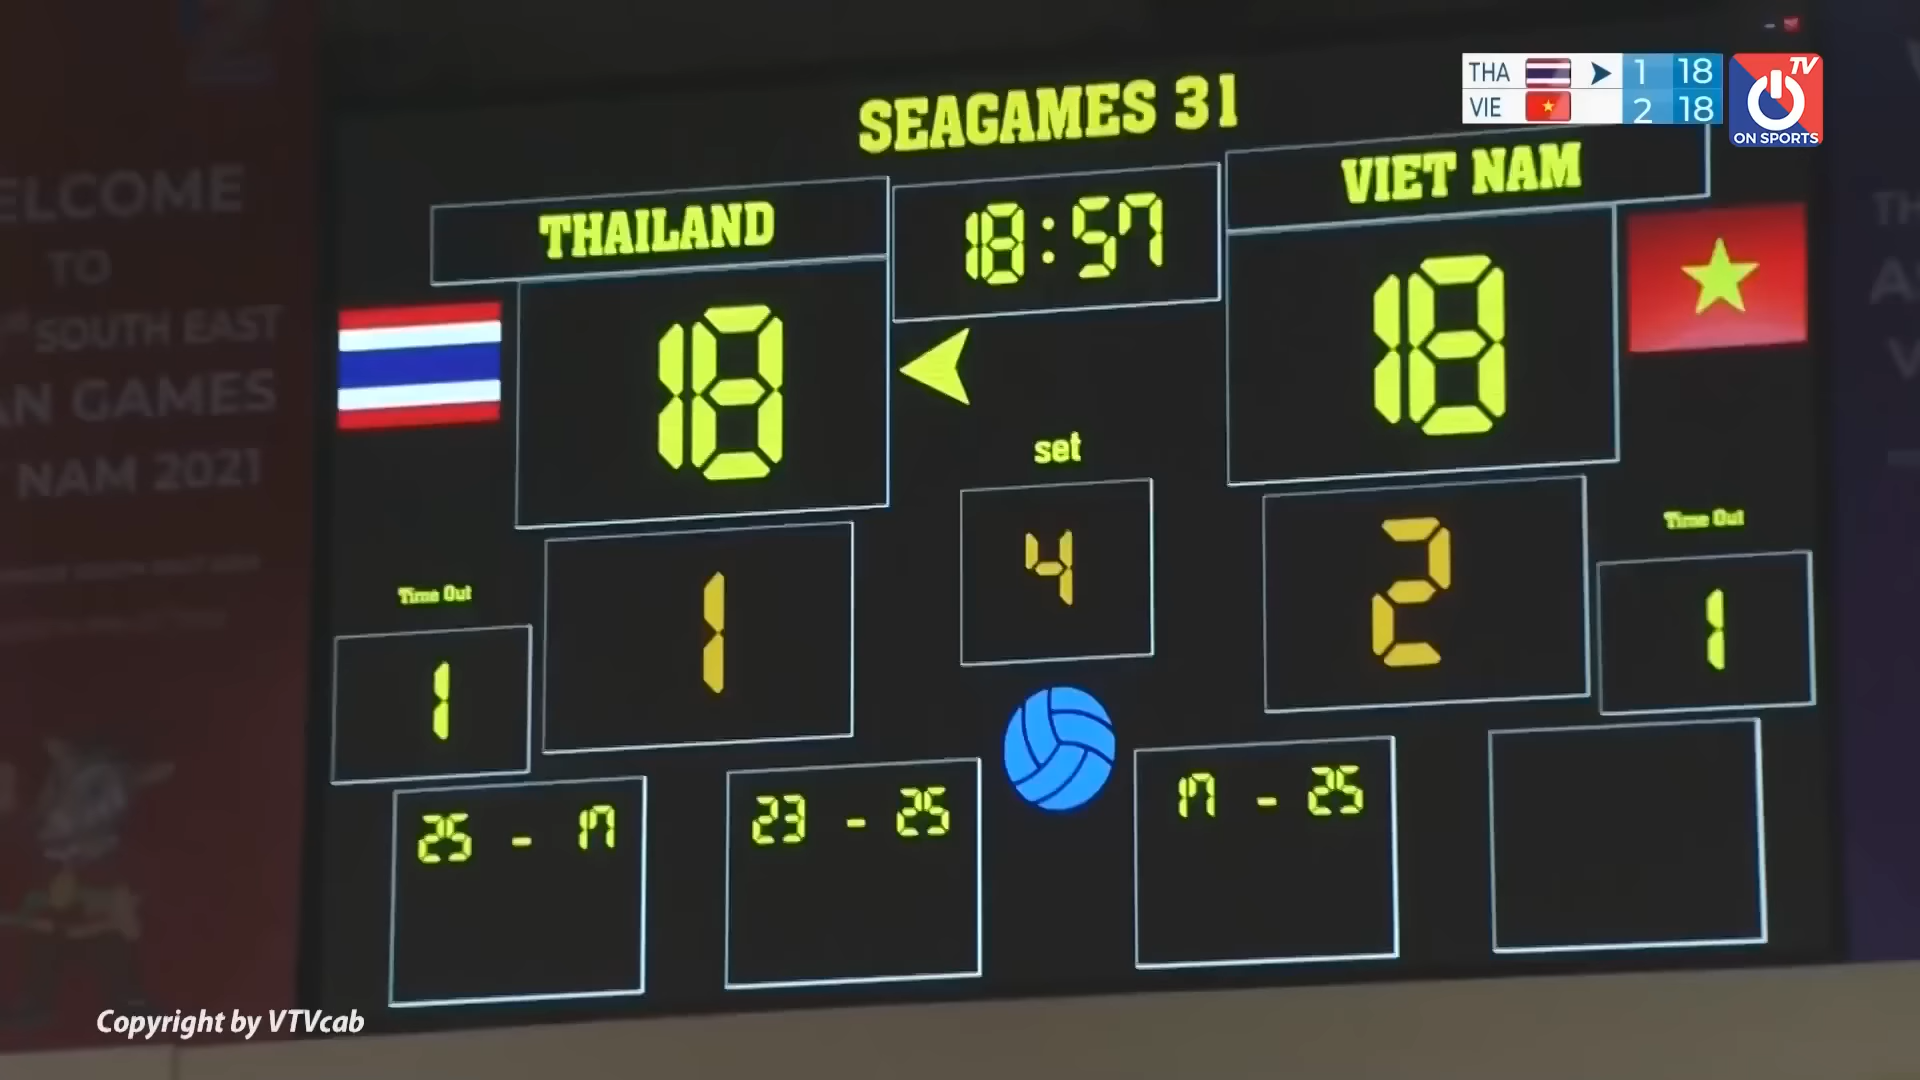 THA 1 18
VIE 2 18
TV
ON SPORTS
SEAGAMES 31
THAILAND
18:57
VIET NAM
18
18
set
4
1
2
Time Out
1
Time Out
1
25 - 17
23 - 25
17 - 25
ELCOME
TO
SOUTH EAST
AN GAMES
NAM 2021
TH
A
V
Copyright by VTVcab